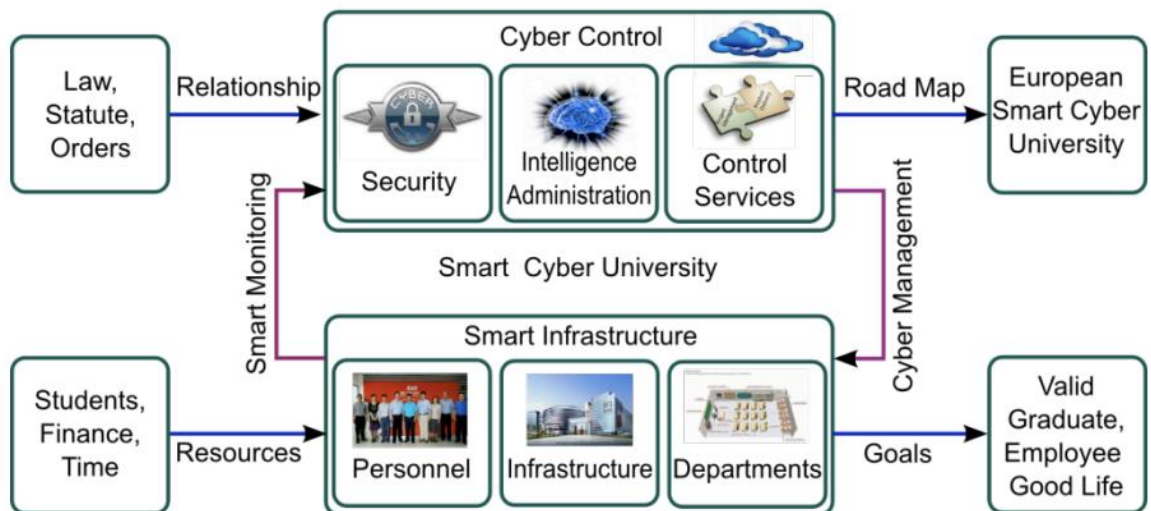 Cyber Control
Law,
Statute,
Orders
Relationship
CYBER
Security
Intelligence
Administration
Control
Services
Road Map
European
Smart Cyber
University
Smart Monitoring
Smart Cyber University
Cyber Management
Smart Infrastructure
Students,
Finance,
Time
Resources
Personnel
Infrastructure
Departments
Goals
Valid
Graduate,
Employee
Good Life